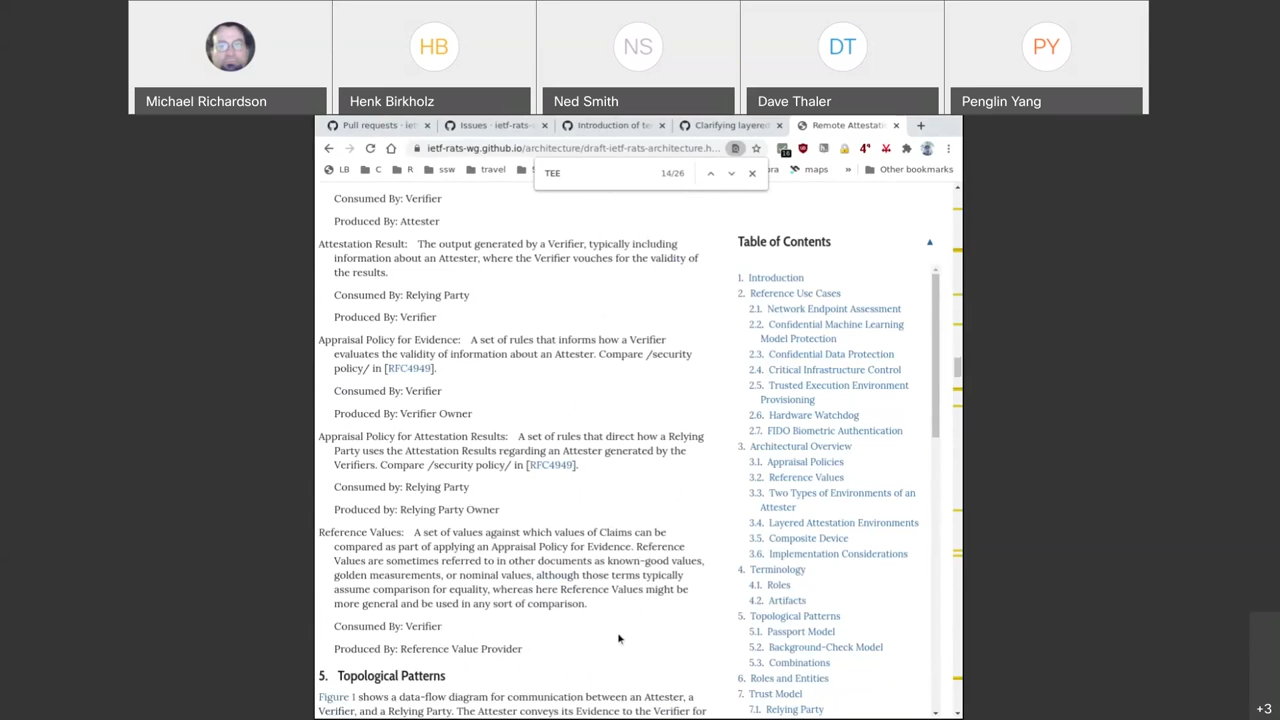 HB
NS
DT
PY
Michael Richardson
Henk Birkholz
Ned Smith
Dave Thaler
Penglin Yang
Pull requests · iet
Issues · ietf-rats-
Introduction of te
Clarifying layered
Remote Attestati
ietf-rats-wg.github.io/architecture/draft-ietf-rats-architecture.h...
LB
C
R
ssw
travel
maps
»
Other bookmarks
TEE
14/26
Consumed By: Verifier
Produced By: Attester
Attestation Result: The output generated by a Verifier, typically including
information about an Attester, where the Verifier vouches for the validity of
the results.
Consumed By: Relying Party
Produced By: Verifier
Appraisal Policy for Evidence: A set of rules that informs how a Verifier
evaluates the validity of information about an Attester. Compare /security
policy/ in [RFC4949].
Consumed By: Verifier
Produced By: Verifier Owner
Appraisal Policy for Attestation Results: A set of rules that direct how a Relying
Party uses the Attestation Results regarding an Attester generated by the
Verifiers. Compare /security policy/ in [RFC4949].
Consumed by: Relying Party
Produced by: Relying Party Owner
Reference Values: A set of values against which values of Claims can be
compared as part of applying an Appraisal Policy for Evidence. Reference
Values are sometimes referred to in other documents as known-good values,
golden measurements, or nominal values, although those terms typically
assume comparison for equality, whereas here Reference Values might be
more general and be used in any sort of comparison.
Consumed By: Verifier
Produced By: Reference Value Provider
5. Topological Patterns
Figure 1 shows a data-flow diagram for communication between an Attester, a
Verifier, and a Relying Party. The Attester conveys its Evidence to the Verifier for
Table of Contents
1. Introduction
2. Reference Use Cases
2.1. Network Endpoint Assessment
2.2. Confidential Machine Learning
Model Protection
2.3. Confidential Data Protection
2.4. Critical Infrastructure Control
2.5. Trusted Execution Environment
Provisioning
2.6. Hardware Watchdog
2.7. FIDO Biometric Authentication
3. Architectural Overview
3.1. Appraisal Policies
3.2. Reference Values
3.3. Two Types of Environments of an
Attester
3.4. Layered Attestation Environments
3.5. Composite Device
3.6. Implementation Considerations
4. Terminology
4.1. Roles
4.2. Artifacts
5. Topological Patterns
5.1. Passport Model
5.2. Background-Check Model
5.3. Combinations
6. Roles and Entities
7. Trust Model
7.1. Relying Party
+3